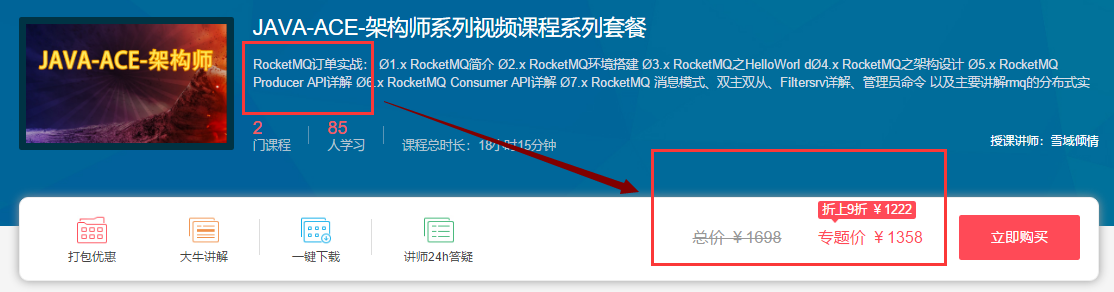 JAVA-ACE-架构师
JAVA-ACE-架构师系列视频课程系列套餐
RocketMQ订单实战： Ø1.x RocketMQ简介 Ø2.x RocketMQ环境搭建 Ø3.x RocketMQ之HelloWorl dØ4.x RocketMQ之架构设计 Ø5.x RocketMQ
Producer API详解 Ø6.x RocketMQ Consumer API详解 Ø7.x RocketMQ 消息模式、双主双从、Filtersrv详解、管理员命令 以及主要讲解rmq的分布式实
2
门课程
85
人学习
课程总时长：18小时15分钟
授课讲师：雪域倾情
打包优惠
大牛讲解
一键下载
讲师24h答疑
总价 ￥1698
折上9折 ￥1222
专题价 ￥1358
立即购买